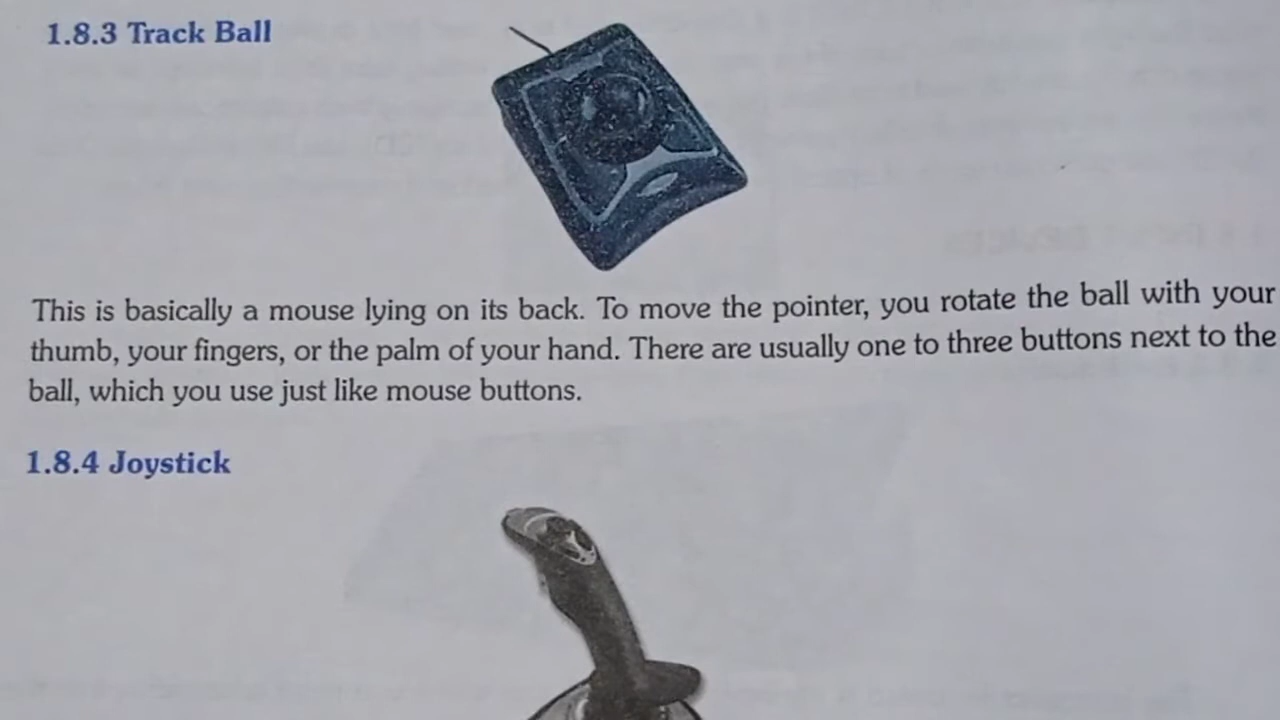 1.8.3 Track Ball
This is basically a mouse lying on its back. To move the pointer, you rotate the ball with your
thumb, your fingers, or the palm of your hand. There are usually one to three buttons next to the
ball, which you use just like mouse buttons.
1.8.4 Joystick